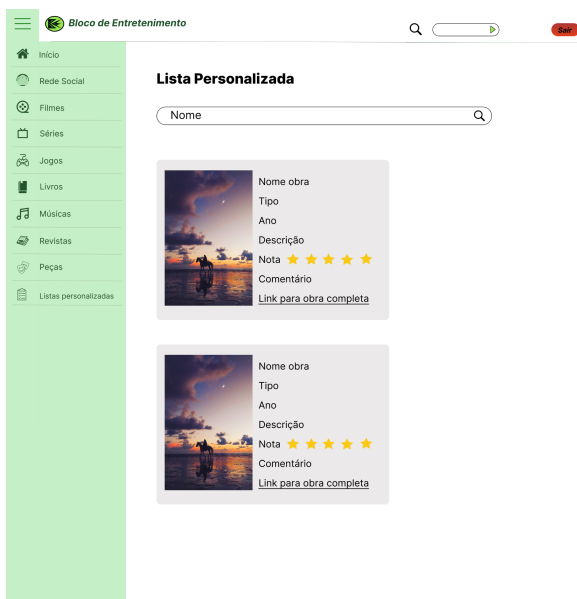 Bloco de Entretenimento
Sair
Início
Rede Social
Filmes
Séries
Jogos
Livros
Músicas
Revistas
Peças
Listas personalizadas
Lista Personalizada
Nome
Nome obra
Tipo
Ano
Descrição
Nota
Comentário
Link para obra completa
Nome obra
Tipo
Ano
Descrição
Nota
Comentário
Link para obra completa